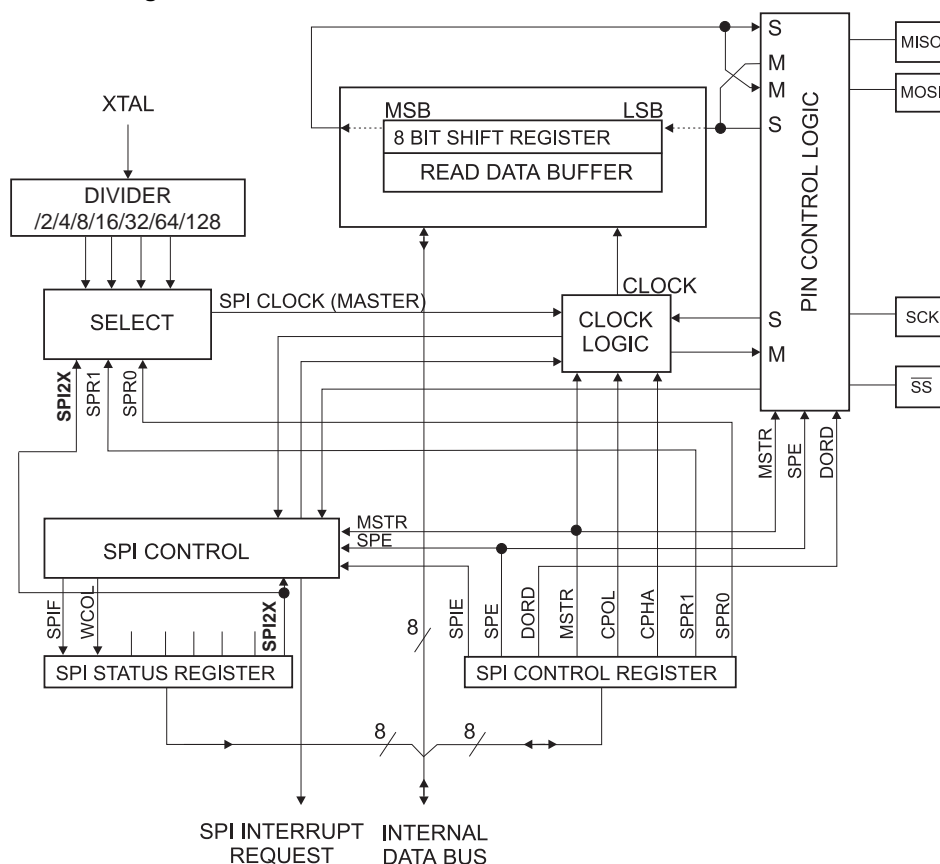 S
MISO
M
MOSI
M
S
XTAL
MSB
LSB
8 BIT SHIFT REGISTER
READ DATA BUFFER
DIVIDER
/2/4/8/16/32/64/128
PIN CONTROL LOGIC
SPI CLOCK (MASTER)
CLOCK
SELECT
CLOCK
LOGIC
S
SCK
M
SS
SPI2X
SPR1
SPR0
MSTR
SPE
DORD
MSTR
SPE
SPI CONTROL
SPIF
WCOL
SPI2X
8
SPIE
SPE
DORD
MSTR
CPOL
CPHA
SPR1
SPR0
SPI STATUS REGISTER
SPI CONTROL REGISTER
8
8
SPI INTERRUPT
REQUEST
INTERNAL
DATA BUS